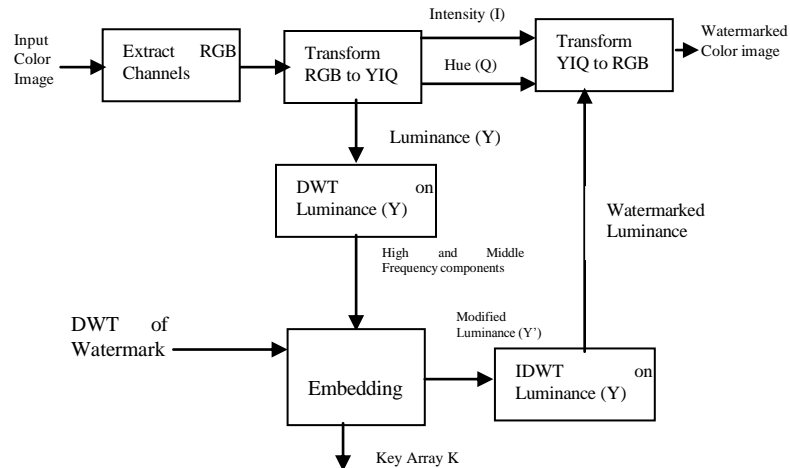 Input
Color
Image
Extract RGB
Channels
Transform
RGB to YIQ
Intensity (I)
Hue (Q)
Transform
YIQ to RGB
Watermarked
Color image
Luminance (Y)
DWT on
Luminance (Y)
Watermarked
Luminance
High and Middle
Frequency components
DWT of
Watermark
Embedding
Modified
Luminance (Y’)
IDWT on
Luminance (Y)
Key Array K